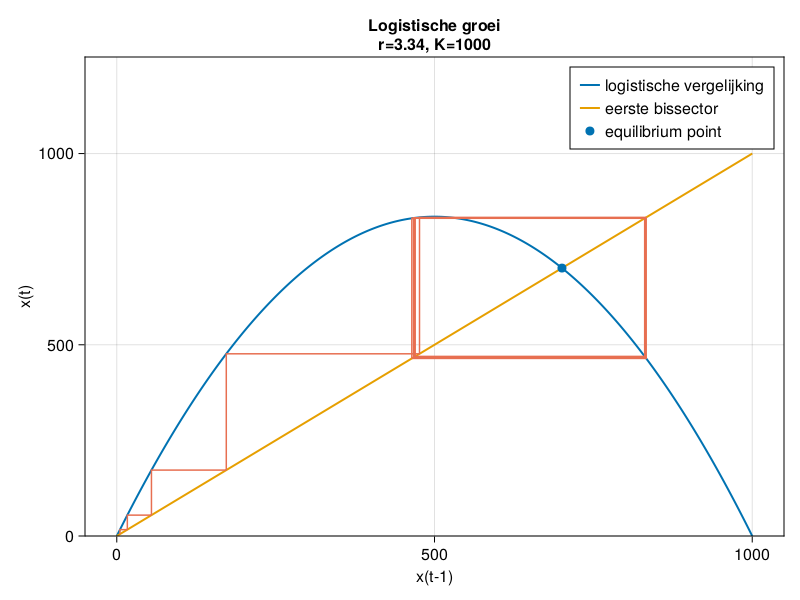 Logistische groei
r=3.34, K=1000
logistische vergelijking
eerste bissector
equilibrium point
1000
500
0
x(t)
0
500
1000
x(t-1)